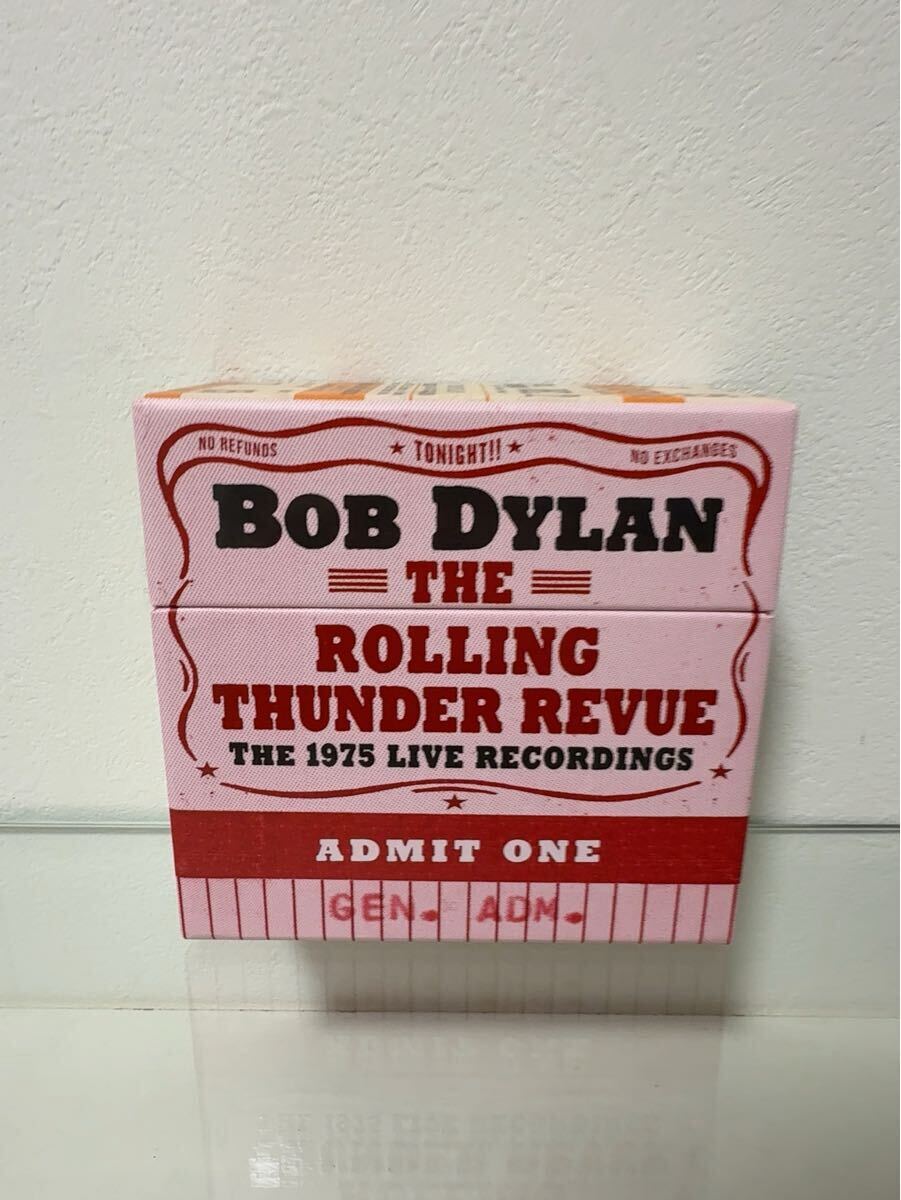 NO REFUNDS
★ TONIGHT!! ★
NO EXCHANGES
BOB DYLAN
THE
ROLLING
THUNDER REVUE
THE 1975 LIVE RECORDINGS
ADMIT ONE
GEN. ADM.